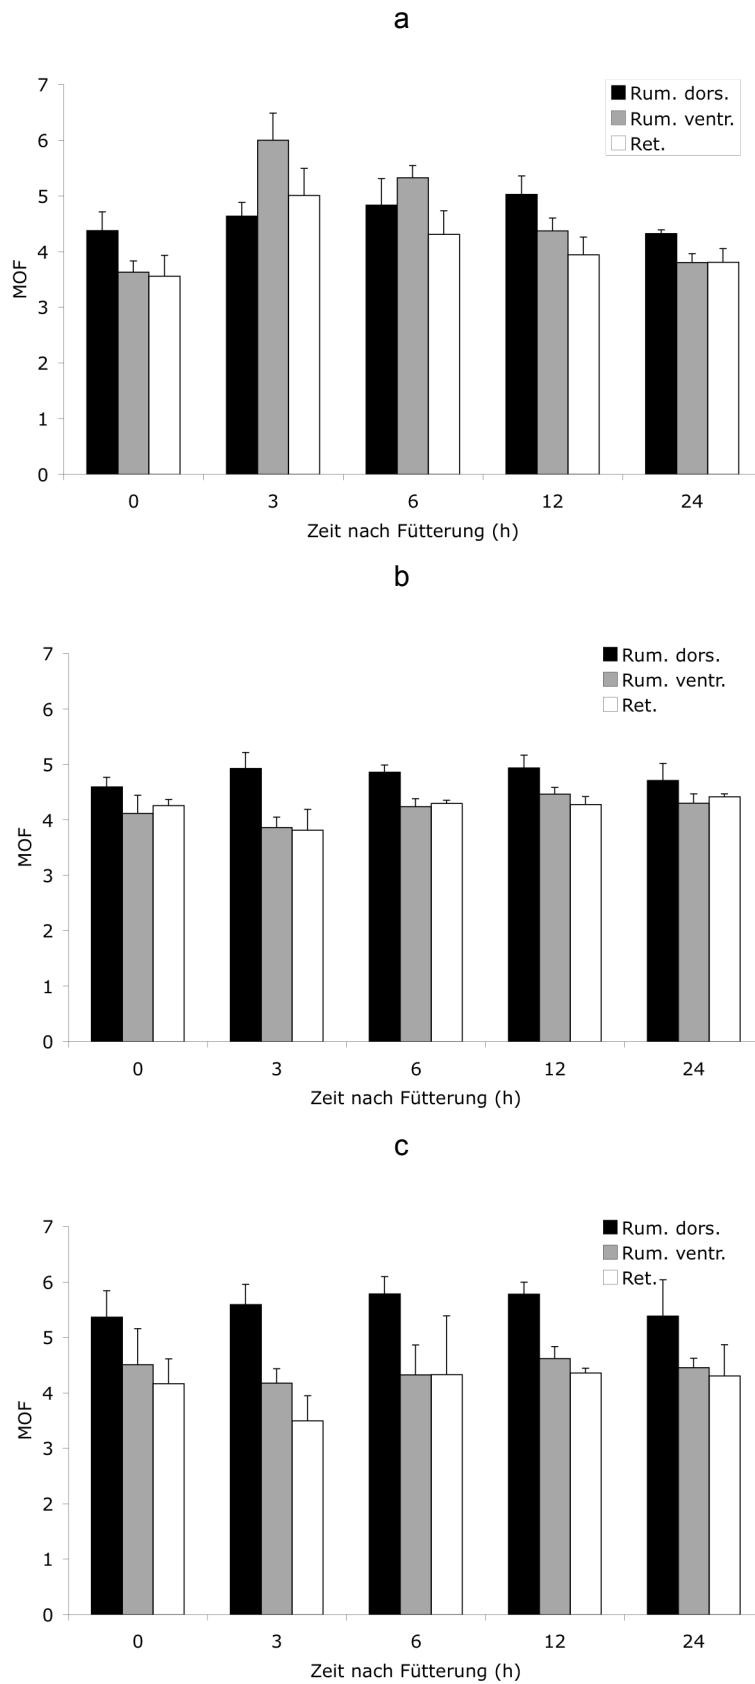 a
7
6
5
4
3
2
1
0
MOF
Rum. dors.
Rum. ventr.
Ret.
0 3 6 12 24
Zeit nach Fütterung (h)
b
7
6
5
4
3
2
1
0
MOF
Rum. dors.
Rum. ventr.
Ret.
0 3 6 12 24
Zeit nach Fütterung (h)
c
7
6
5
4
3
2
1
0
MOF
Rum. dors.
Rum. ventr.
Ret.
0 3 6 12 24
Zeit nach Fütterung (h)